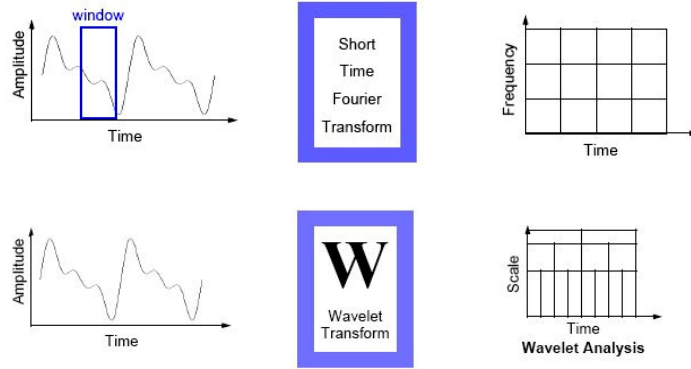 window
Amplitude
Time
Short
Time
Fourier
Transform
Frequency
Time
Amplitude
Time
W
Wavelet
Transform
Scale
Time
Wavelet Analysis